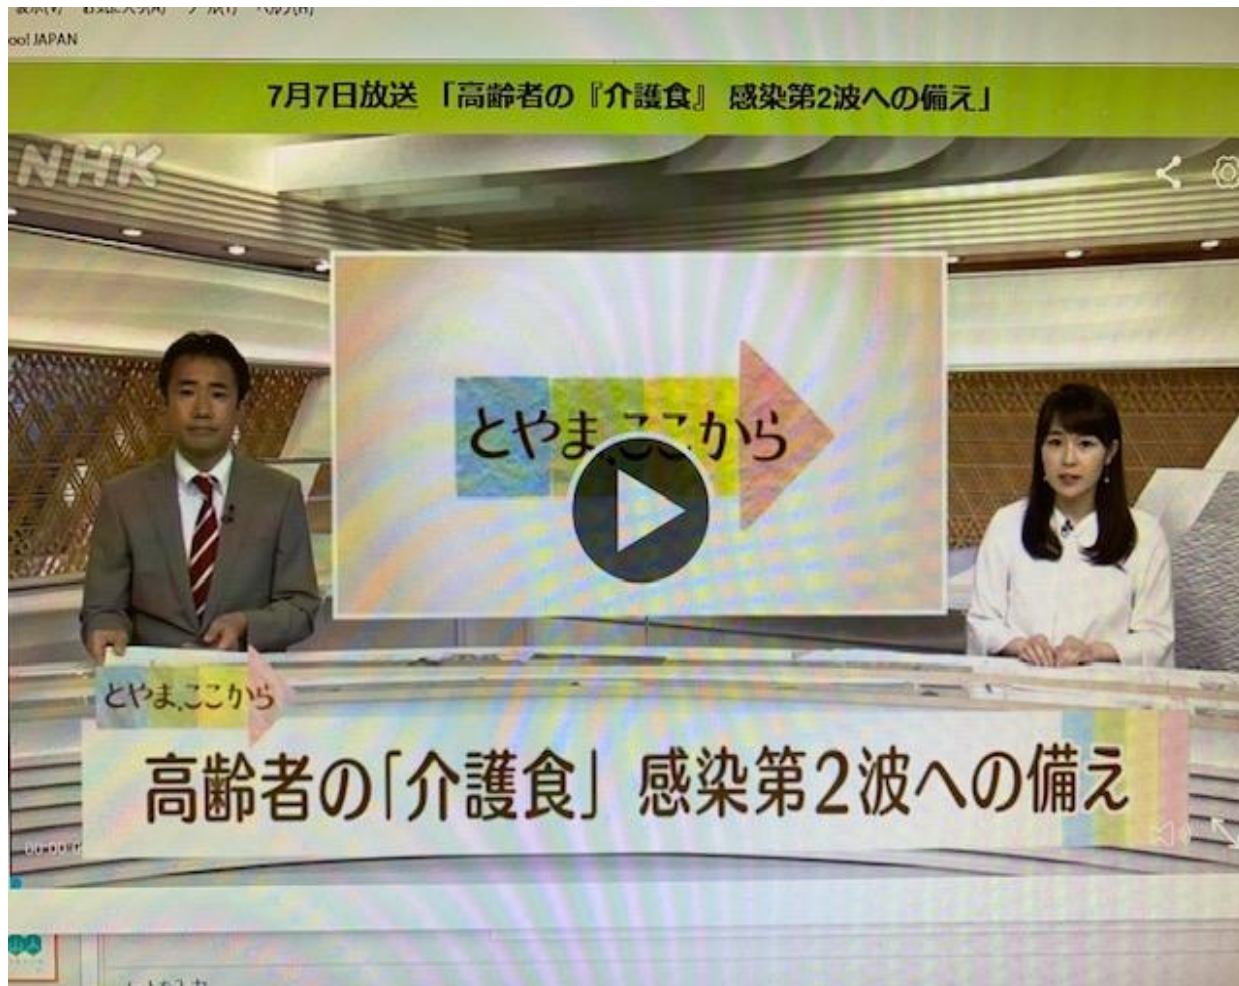 ool JAPAN
7月7日放送 「高齢者の『介護食』 感染第2波への備え」
NHK
とやま、ここから
とやま、ここから
高齢者の「介護食」 感染第2波への備え